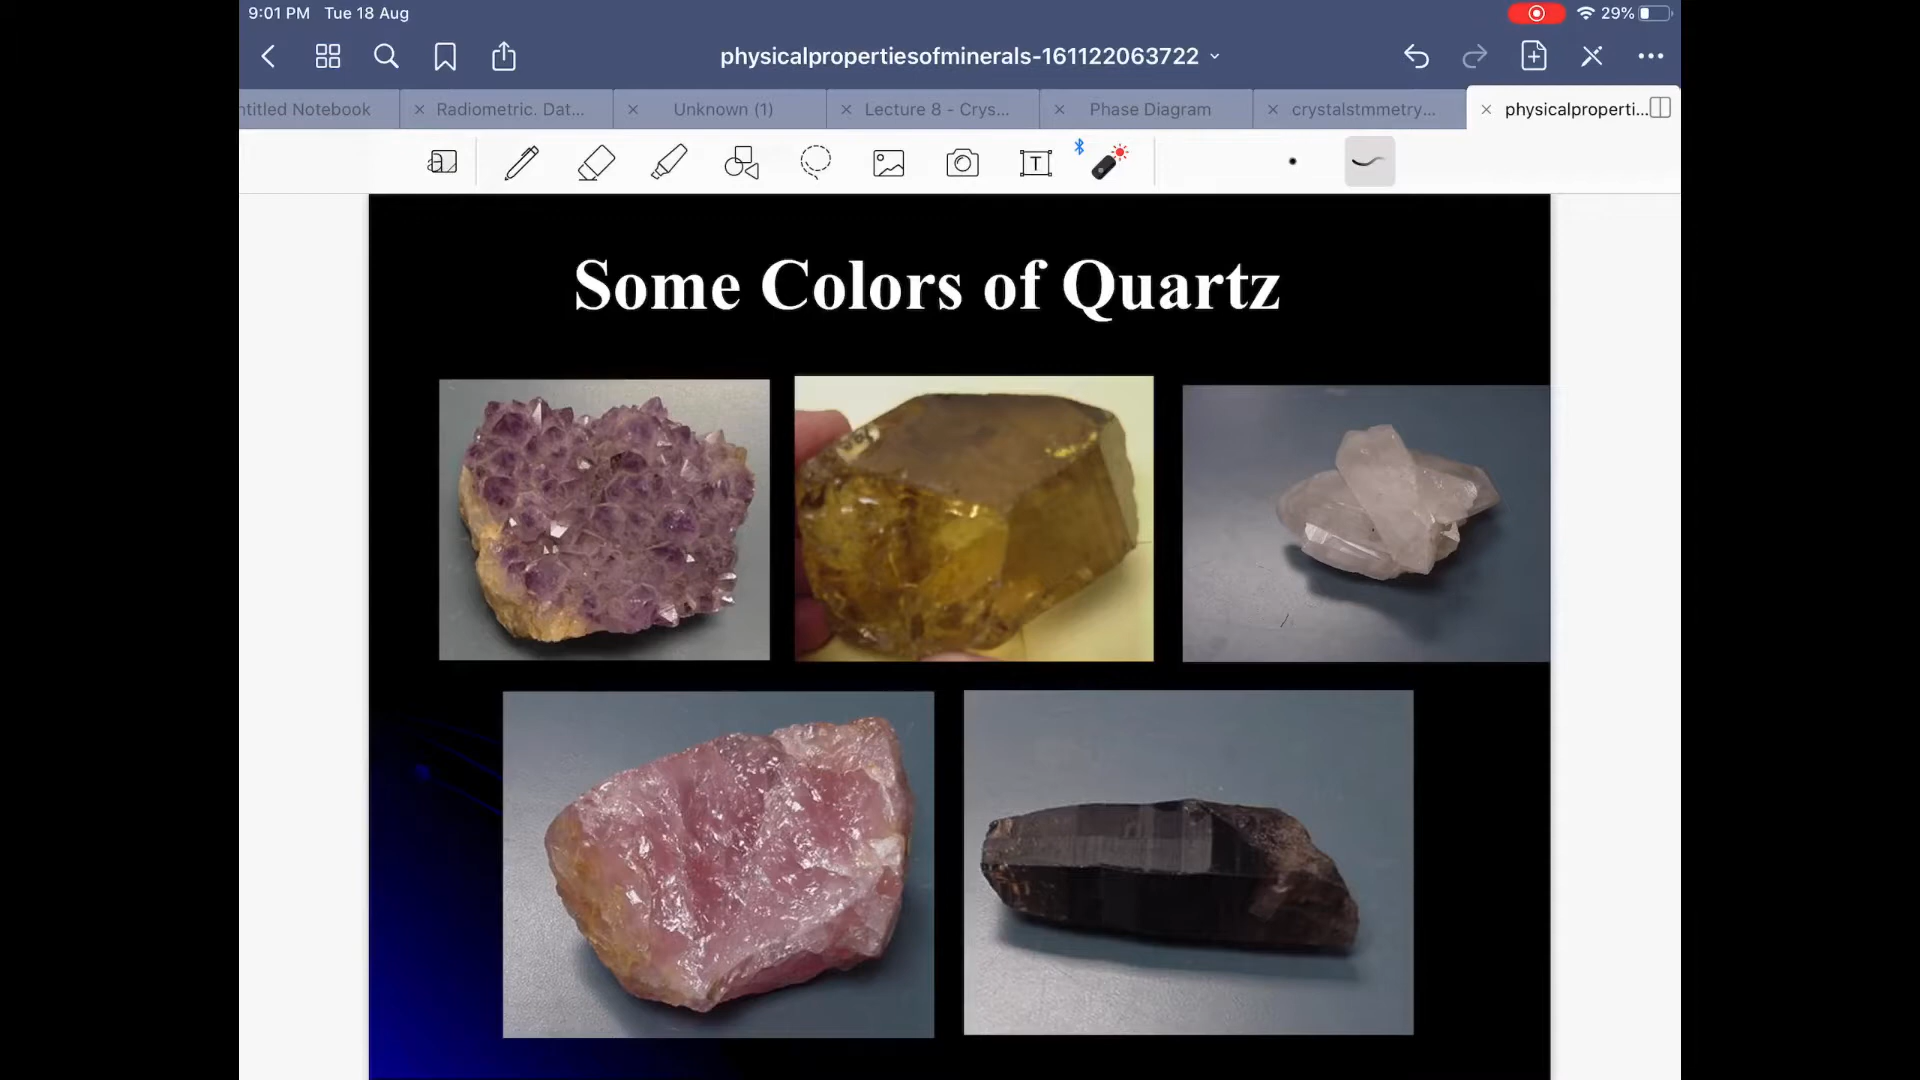 9:01 PM Tue 18 Aug
29%
physicalpropertiesofminerals-161122063722
ntitled Notebook
Radiometric. Dat...
Unknown (1)
Lecture 8 - Crys...
Phase Diagram
crystalstmmetry...
physicalproperti...
T
Some Colors of Quartz